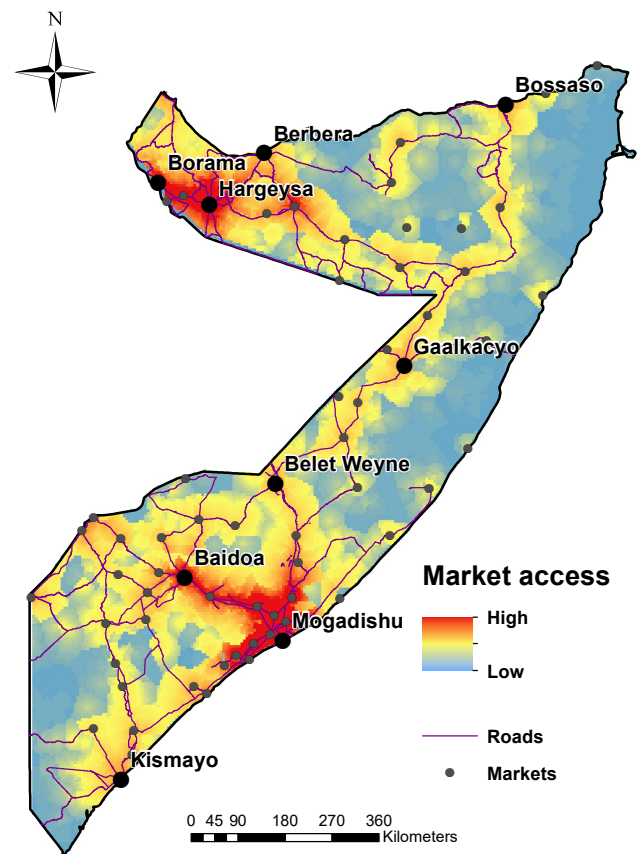 N
Bossaso
Berbera
Borama
Hargeysa
Gaalkacyo
Belet Weyne
Baidoa
Market access
High
Low
Mogadishu
Roads
Markets
Kismayo
0 45 90 180 270 360
Kilometers